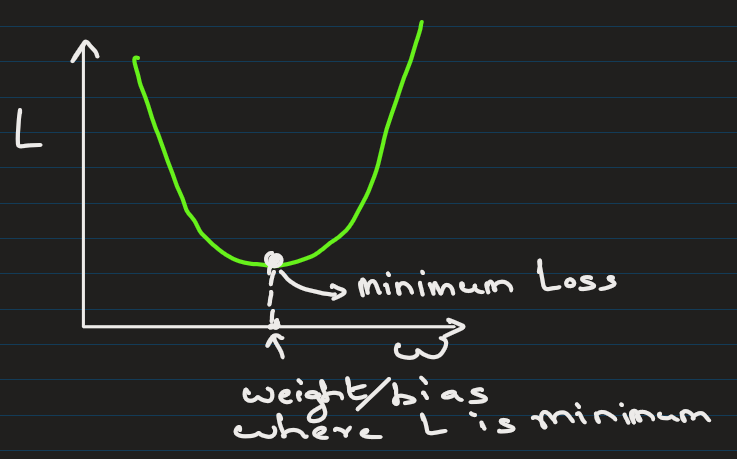 L
minimum Loss
ω
weight/bias
where L is minimum